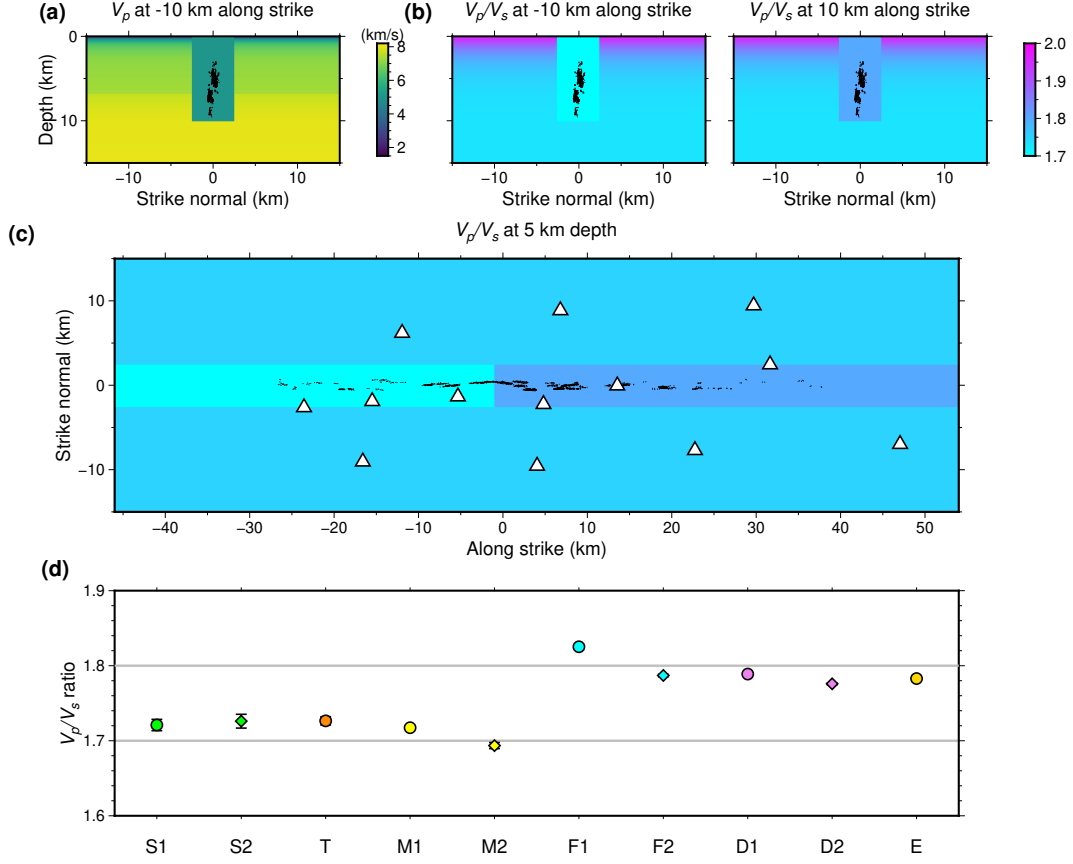 (a)
Vp at -10 km along strike
(km/s)
0
10
Depth (km)
−10
0
10
Strike normal (km)
8
6
4
2
(b)
Vp/Vs at -10 km along strike
−10
0
10
Strike normal (km)
Vp/Vs at 10 km along strike
−10
0
10
Strike normal (km)
2.0
1.9
1.8
1.7
(c)
Vp/Vs at 5 km depth
10
0
−10
Strike normal (km)
−40
−30
−20
−10
0
10
20
30
40
50
Along strike (km)
(d)
1.9
1.8
1.7
1.6
Vp/Vs ratio
S1
S2
T
M1
M2
F1
F2
D1
D2
E